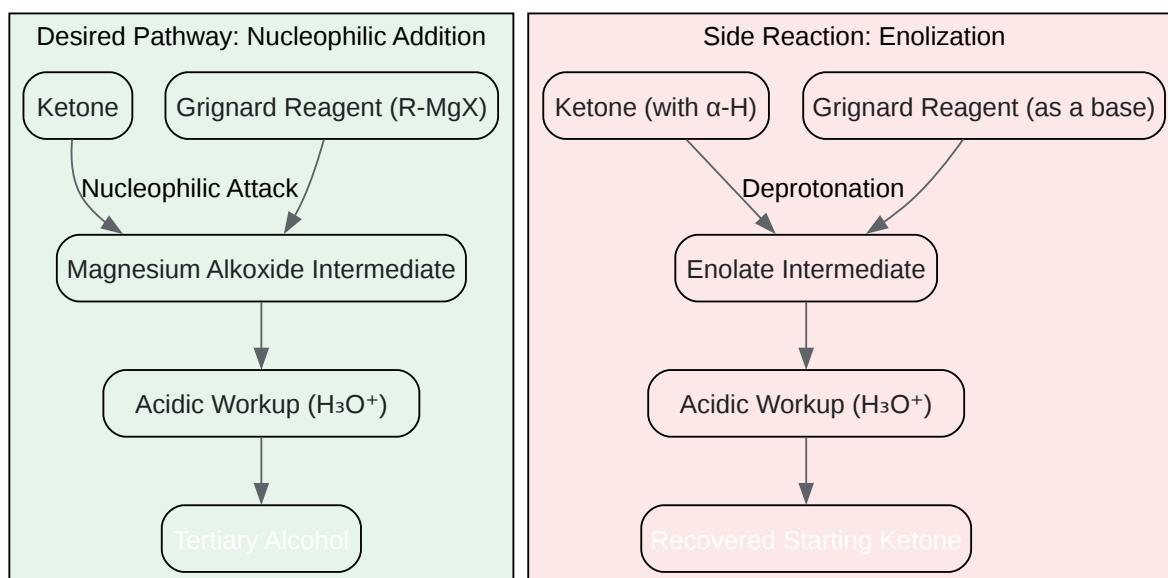 Desired Pathway: Nucleophilic Addition
Ketone
Grignard Reagent (R-MgX)
Nucleophilic Attack
Magnesium Alkoxide Intermediate
Acidic Workup (H₃O⁺)
Tertiary Alcohol
Side Reaction: Enolization
Ketone (with α-H)
Grignard Reagent (as a base)
Deprotonation
Enolate Intermediate
Acidic Workup (H₃O⁺)
Recovered Starting Ketone